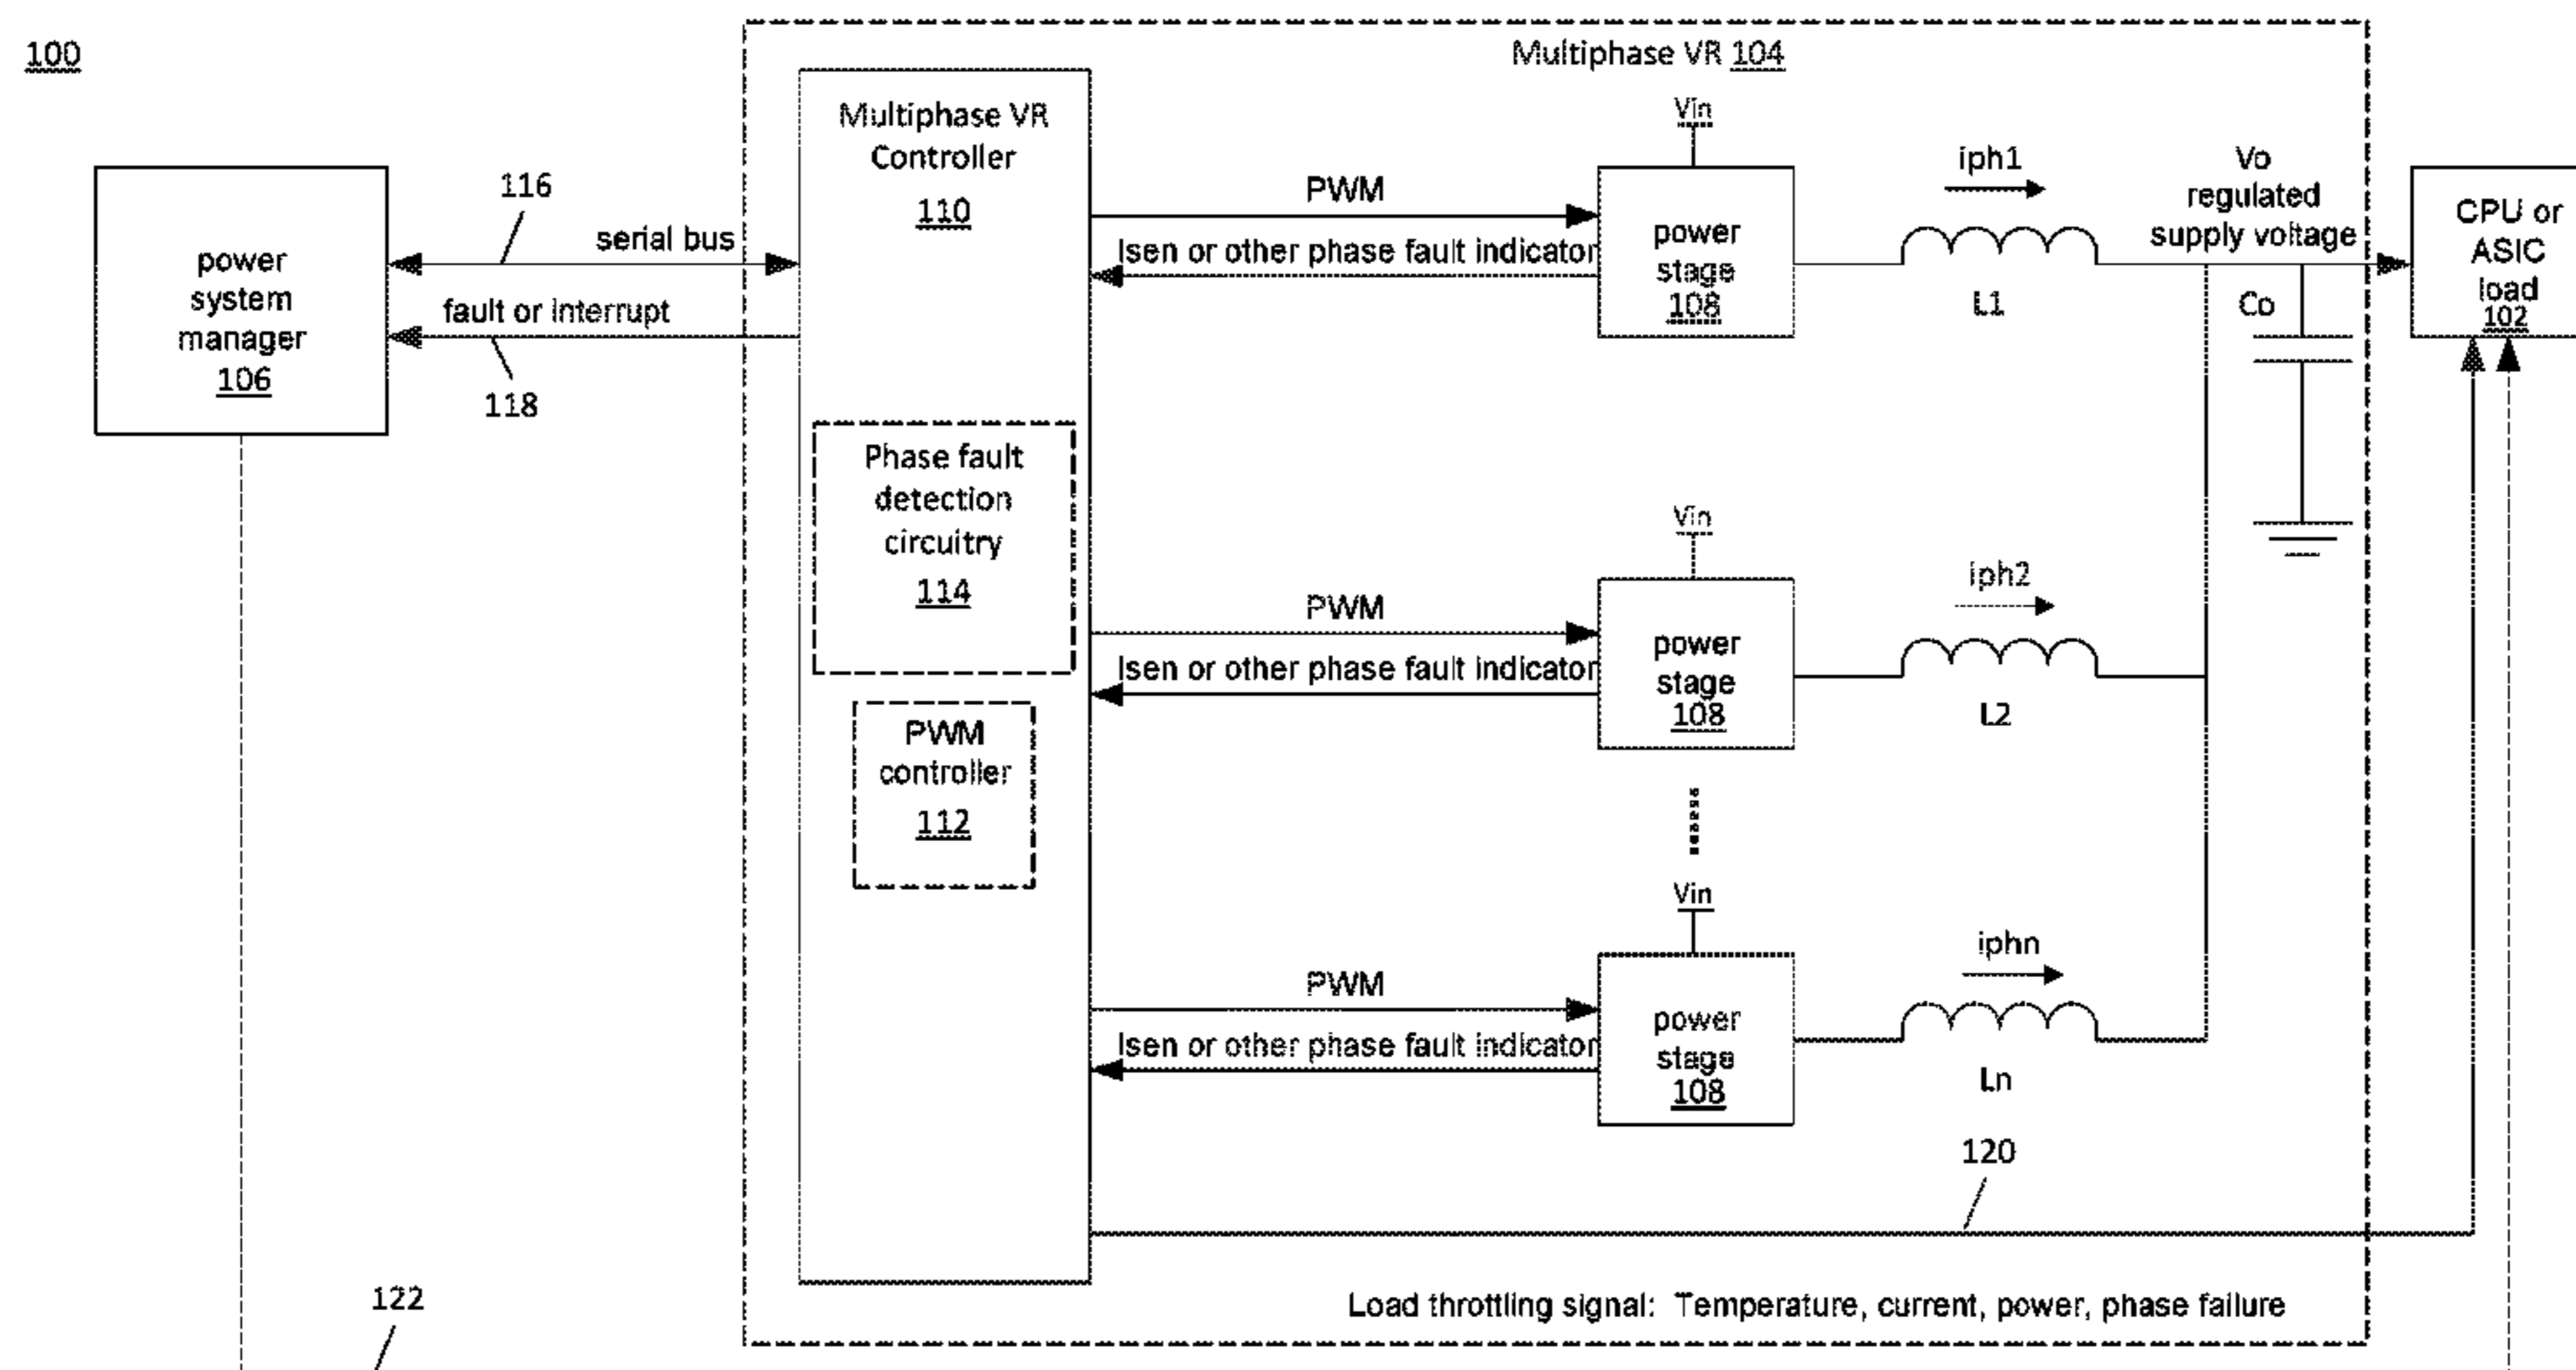 100
Multiphase VR 104
Multiphase VR
Controller
110
power
system
manager
106
116
serial bus
fault or interrupt
118
Phase fault
detection
circuitry
114
PWM
controller
112
PWM
Isen or other phase fault indicator
Vin
power
stage
108
iph1
L1
Vo
regulated
supply voltage
Co
CPU or
ASIC
load
102
PWM
Isen or other phase fault indicator
Vin
power
stage
108
iph2
L2
PWM
Isen or other phase fault indicator
Vin
power
stage
108
iphn
Ln
120
Load throttling signal: Temperature, current, power, phase failure
122